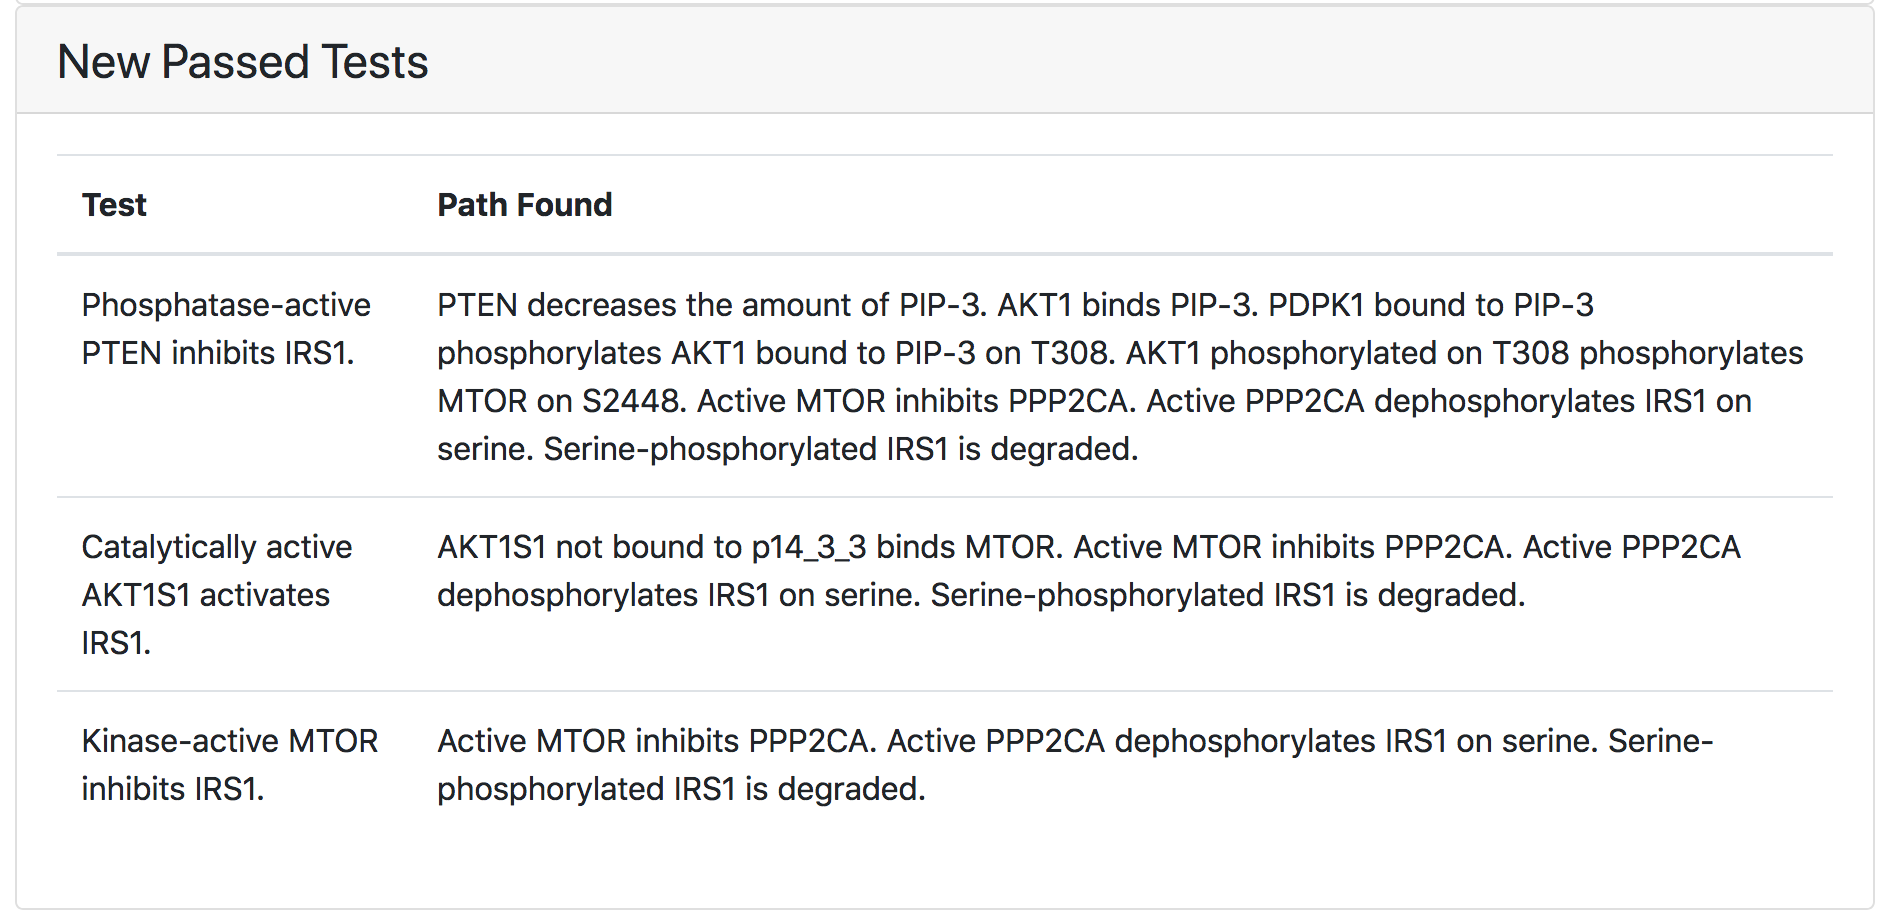 New Passed Tests
Test
Path Found
Phosphatase-active
PTEN inhibits IRS1.
PTEN decreases the amount of PIP-3. AKT1 binds PIP-3. PDPK1 bound to PIP-3
phosphorylates AKT1 bound to PIP-3 on T308. AKT1 phosphorylated on T308 phosphorylates
MTOR on S2448. Active MTOR inhibits PPP2CA. Active PPP2CA dephosphorylates IRS1 on
serine. Serine-phosphorylated IRS1 is degraded.
Catalytically active
AKT1S1 activates
IRS1.
AKT1S1 not bound to p14_3_3 binds MTOR. Active MTOR inhibits PPP2CA. Active PPP2CA
dephosphorylates IRS1 on serine. Serine-phosphorylated IRS1 is degraded.
Kinase-active MTOR
inhibits IRS1.
Active MTOR inhibits PPP2CA. Active PPP2CA dephosphorylates IRS1 on serine. Serine-
phosphorylated IRS1 is degraded.